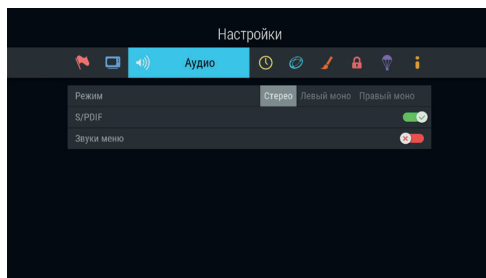 Настройки
Аудио
Режим Стерео Левый моно Правый моно
S/PDIF
Звуки меню